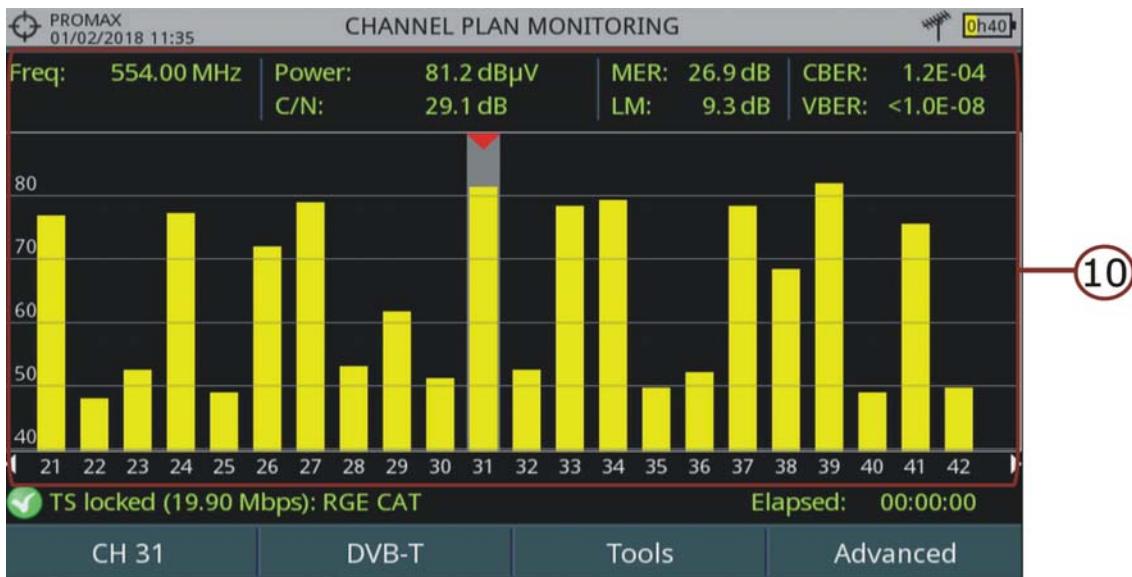 PROMAX
01/02/2018 11:35
CHANNEL PLAN MONITORING
0h40
Freq: 554.00 MHz
Power: 81.2 dBµV
MER: 26.9 dB
CBER: 1.2E-04
C/N: 29.1 dB
LM: 9.3 dB
VBER: <1.0E-08
80
70
60
50
40
21 22 23 24 25 26 27 28 29 30 31 32 33 34 35 36 37 38 39 40 41 42
10
TS locked (19.90 Mbps): RGE CAT
Elapsed: 00:00:00
CH 31
DVB-T
Tools
Advanced